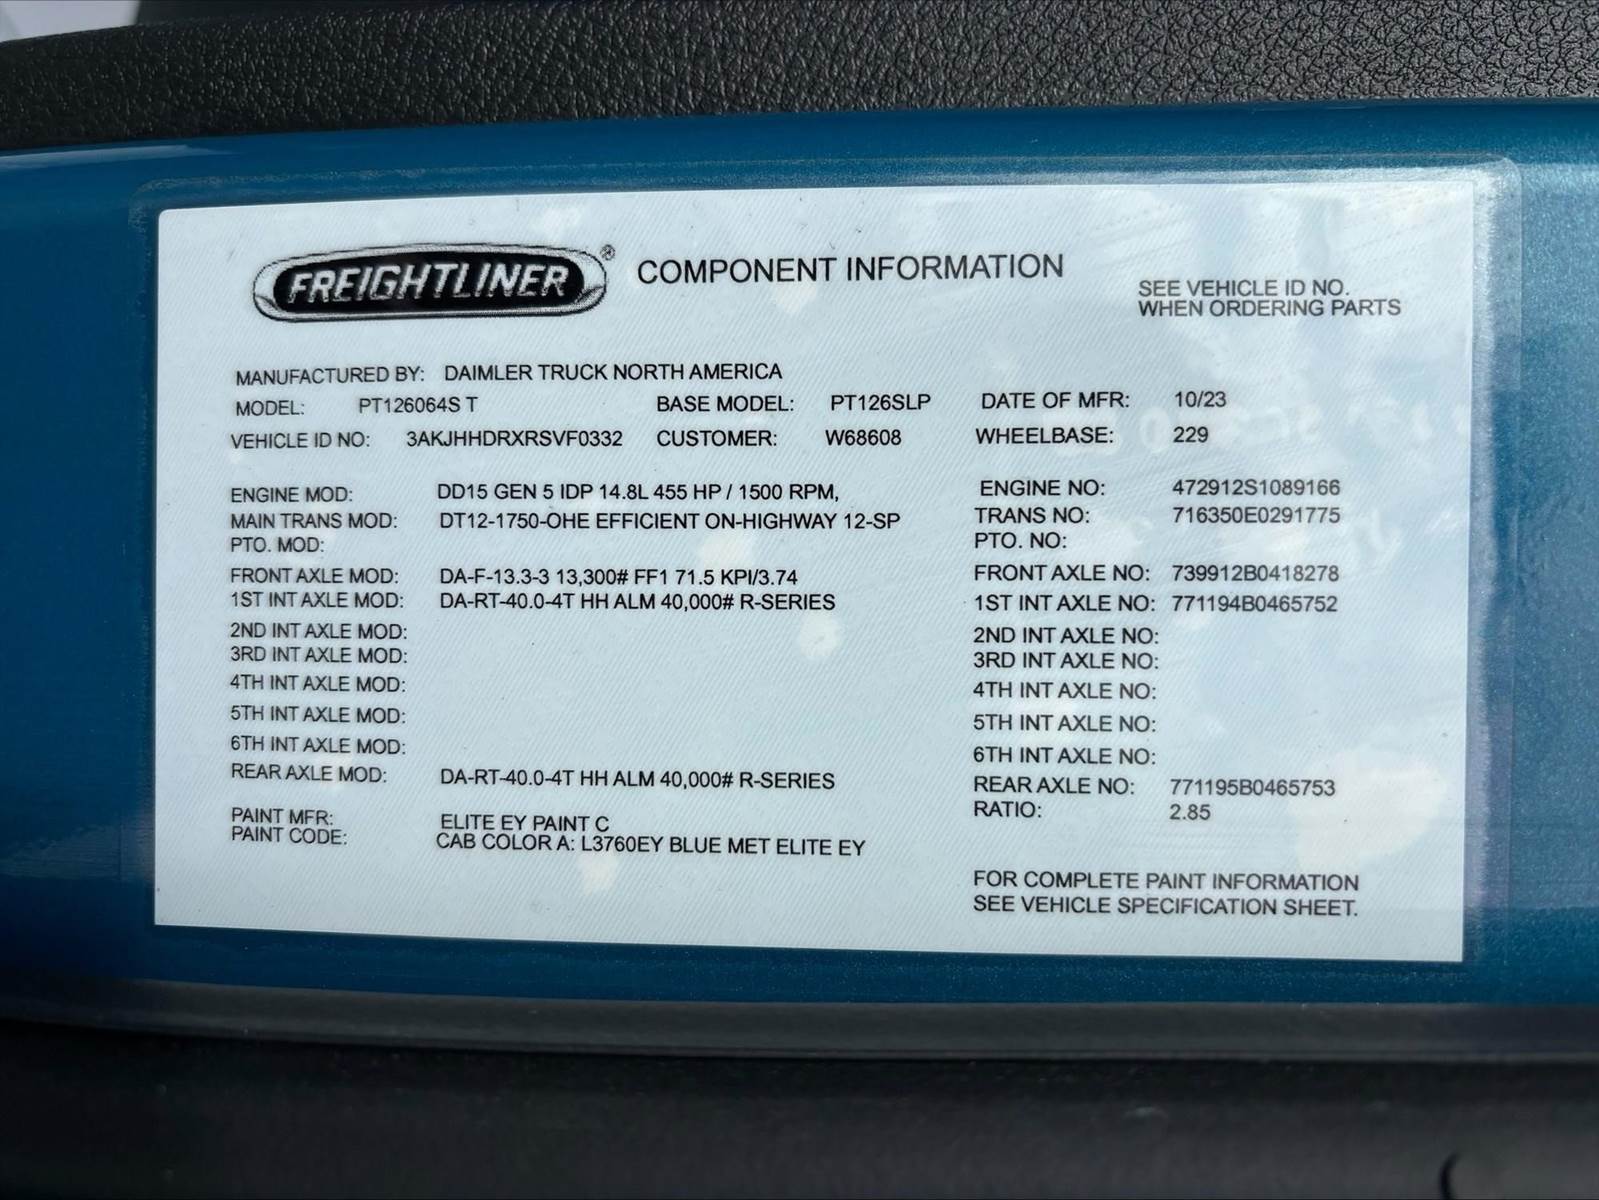 FREIGHTLINER ® COMPONENT INFORMATION
SEE VEHICLE ID NO.
WHEN ORDERING PARTS
MANUFACTURED BY: DAIMLER TRUCK NORTH AMERICA
MODEL: PT126064S T BASE MODEL: PT126SLP DATE OF MFR: 10/23
VEHICLE ID NO: 3AKJHHDRXRSVF0332 CUSTOMER: W68608 WHEELBASE: 229
ENGINE MOD: DD15 GEN 5 IDP 14.8L 455 HP / 1500 RPM, ENGINE NO: 472912S1089166
MAIN TRANS MOD: DT12-1750-OHE EFFICIENT ON-HIGHWAY 12-SP TRANS NO: 716350E0291775
PTO. MOD: PTO. NO:
FRONT AXLE MOD: DA-F-13.3-3 13,300# FF1 71.5 KPI/3.74 FRONT AXLE NO: 739912B0418278
1ST INT AXLE MOD: DA-RT-40.0-4T HH ALM 40,000# R-SERIES 1ST INT AXLE NO: 771194B0465752
2ND INT AXLE MOD: 2ND INT AXLE NO:
3RD INT AXLE MOD: 3RD INT AXLE NO:
4TH INT AXLE MOD: 4TH INT AXLE NO:
5TH INT AXLE MOD: 5TH INT AXLE NO:
6TH INT AXLE MOD: 6TH INT AXLE NO:
REAR AXLE MOD: DA-RT-40.0-4T HH ALM 40,000# R-SERIES REAR AXLE NO: 771195B0465753
RATIO: 2.85
PAINT MFR: ELITE EY PAINT C
PAINT CODE: CAB COLOR A: L3760EY BLUE MET ELITE EY
FOR COMPLETE PAINT INFORMATION
SEE VEHICLE SPECIFICATION SHEET.